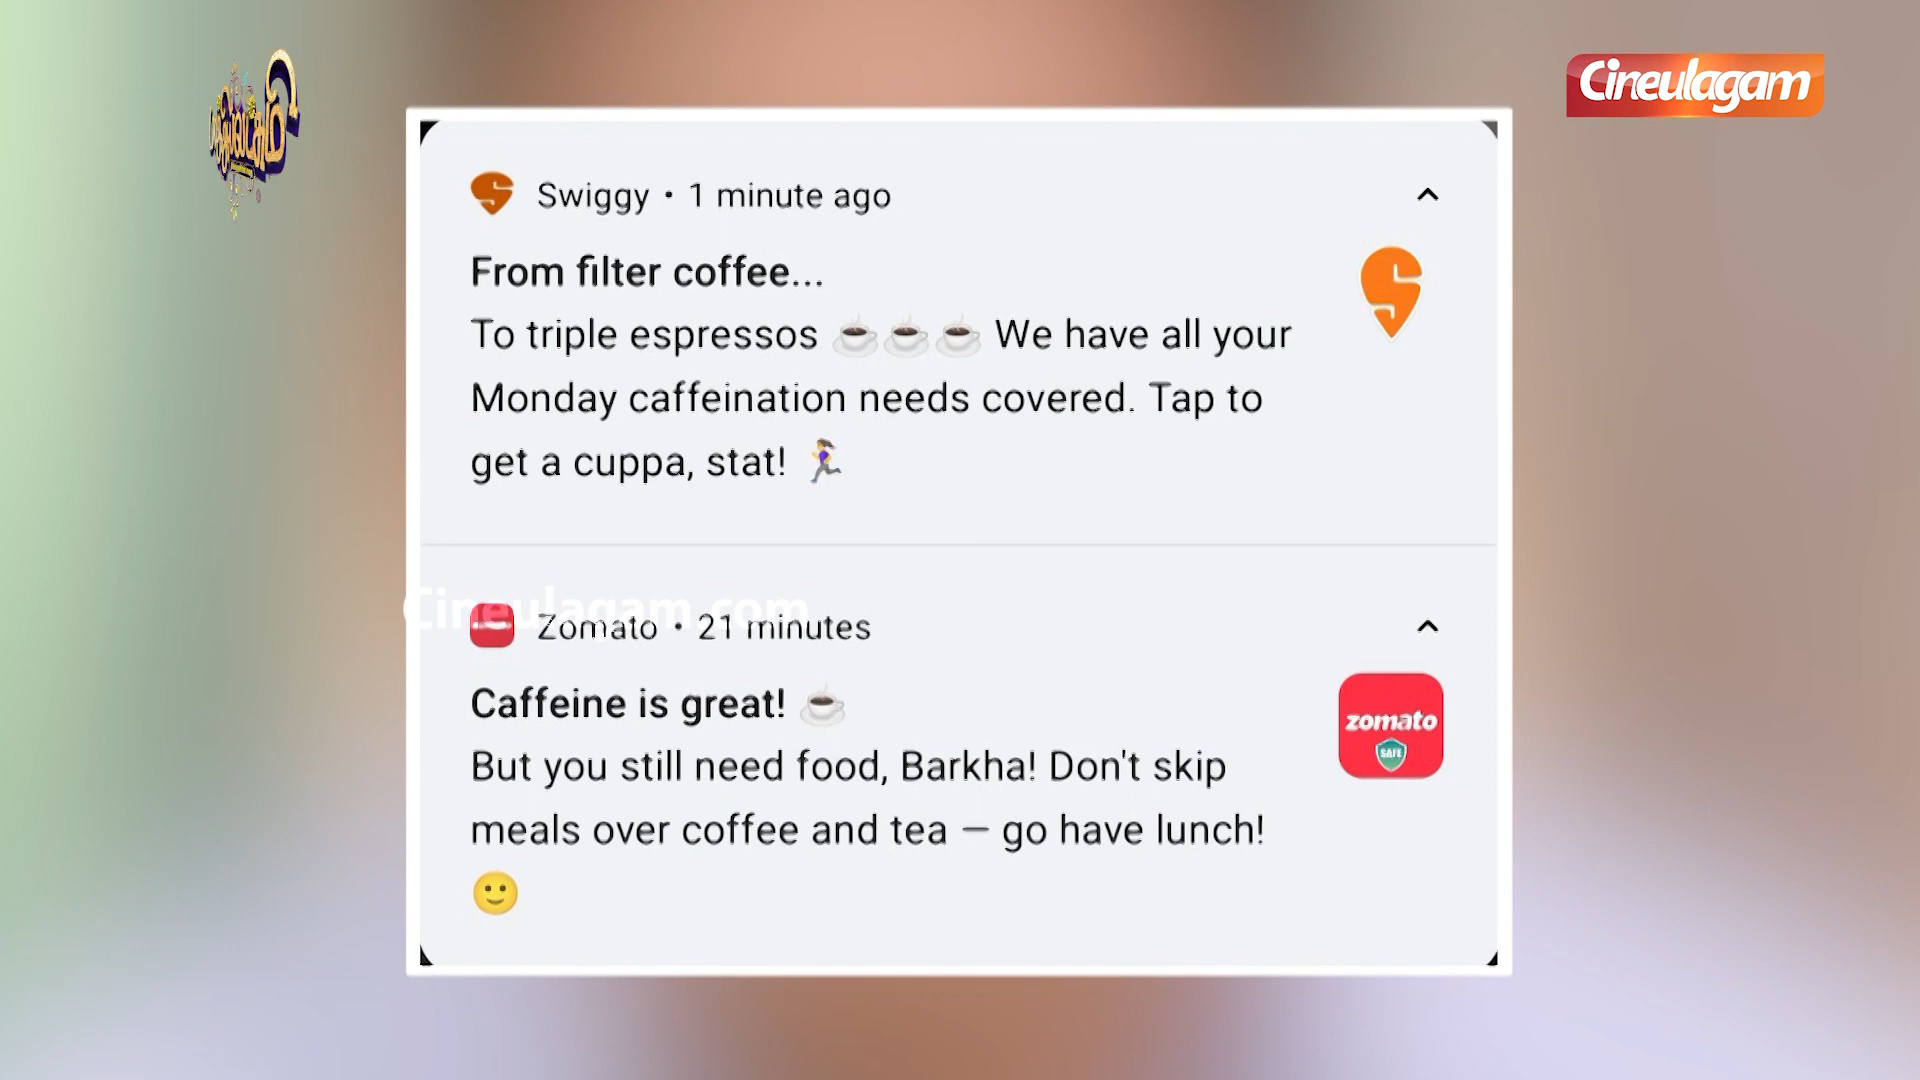 Cineulagam
Swiggy • 1 minute ago
From filter coffee...
To triple espressos ☕☕☕ We have all your
Monday caffeination needs covered. Tap to
get a cuppa, stat! 🏃‍♀️
Cineulagam.com
Zomato • 21 minutes
Caffeine is great! ☕
But you still need food, Barkha! Don't skip
meals over coffee and tea – go have lunch!
🙂
zomato
SAFE